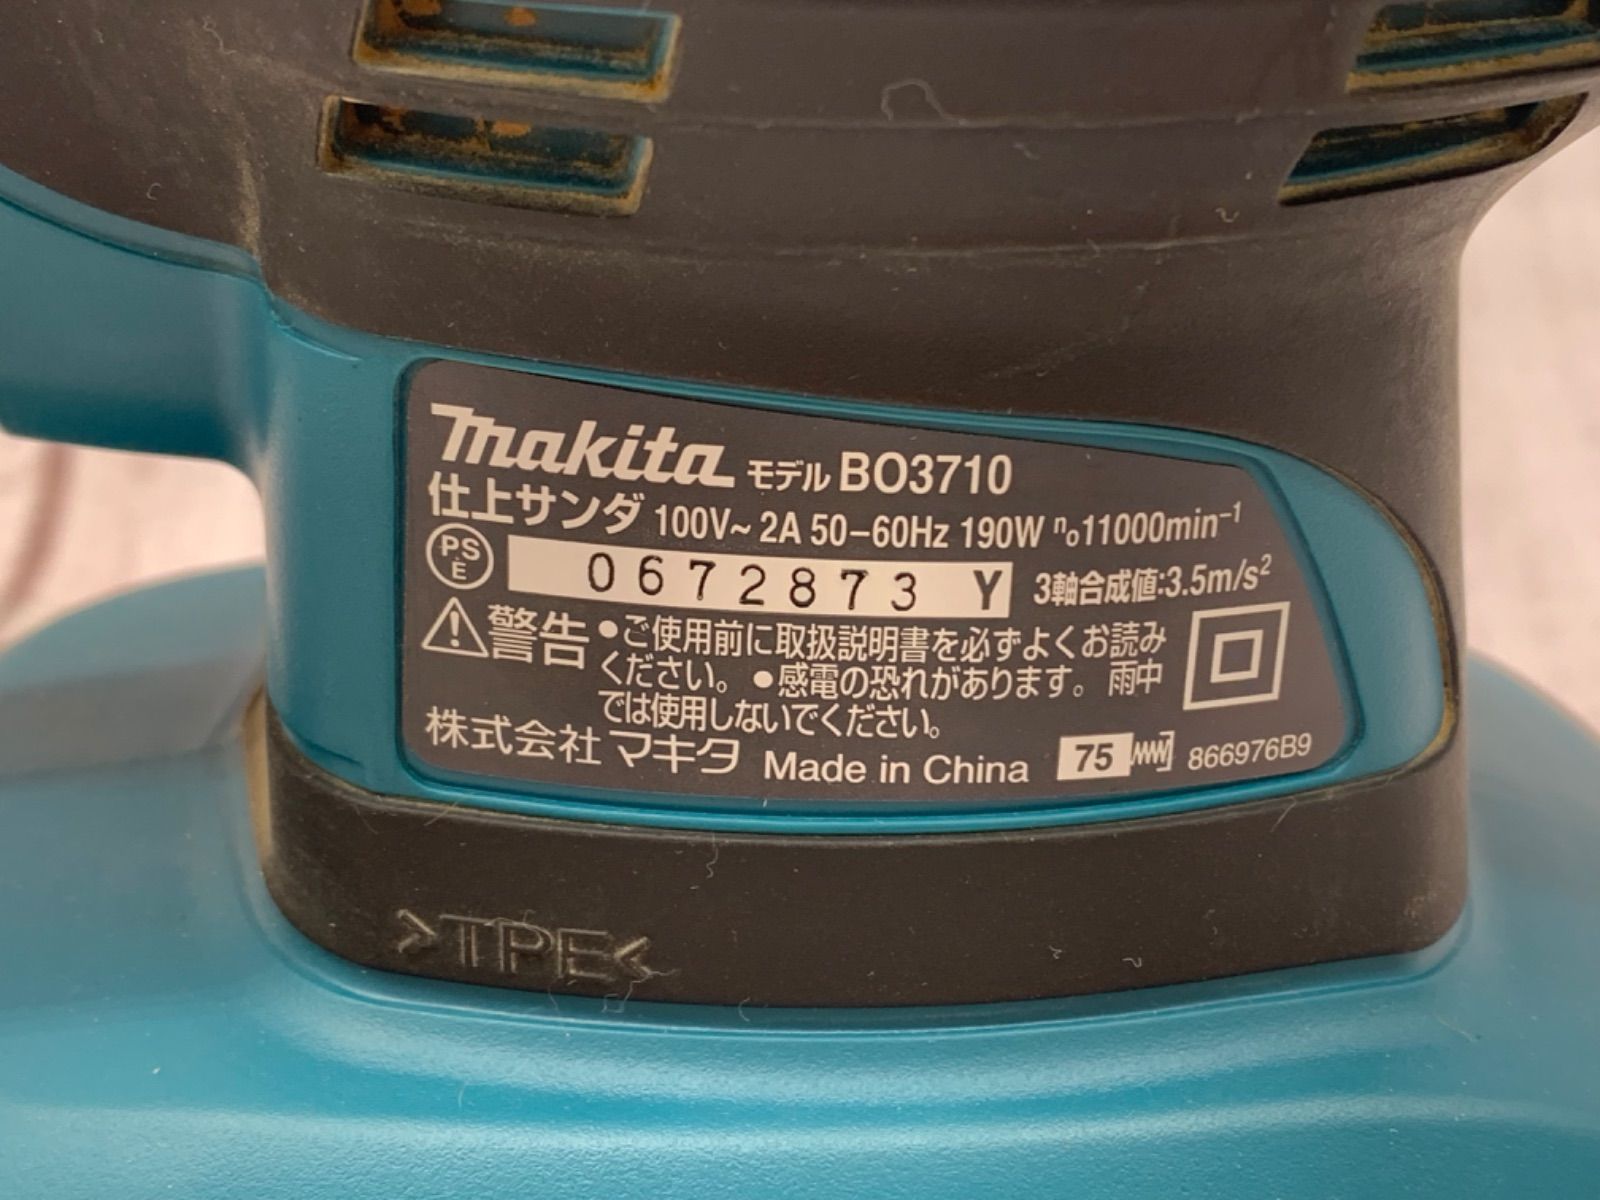 makita モデル BO3710
仕上サンダ 100V~ 2A 50-60Hz 190W n₀11000min⁻¹
PSE 0672873 Y 3軸合成値:3.5m/s²
警告 ●ご使用前に取扱説明書を必ずよくお読み
ください。 ●感電の恐れがあります。 雨中
では使用しないでください。
株式会社 マキタ Made in China 75 866976B9
>TPE<